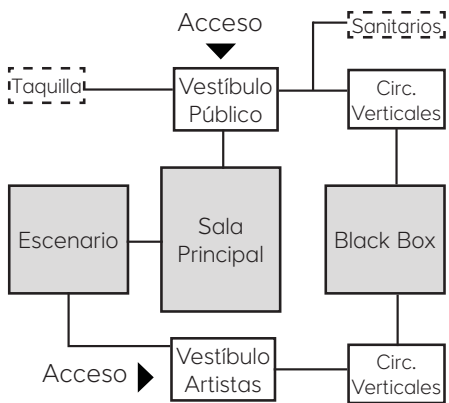 Acceso
Sanitarios
Taquilla
Vestíbulo
Público
Circ.
Verticales
Escenario
Sala
Principal
Black Box
Acceso
Vestíbulo
Artistas
Circ.
Verticales